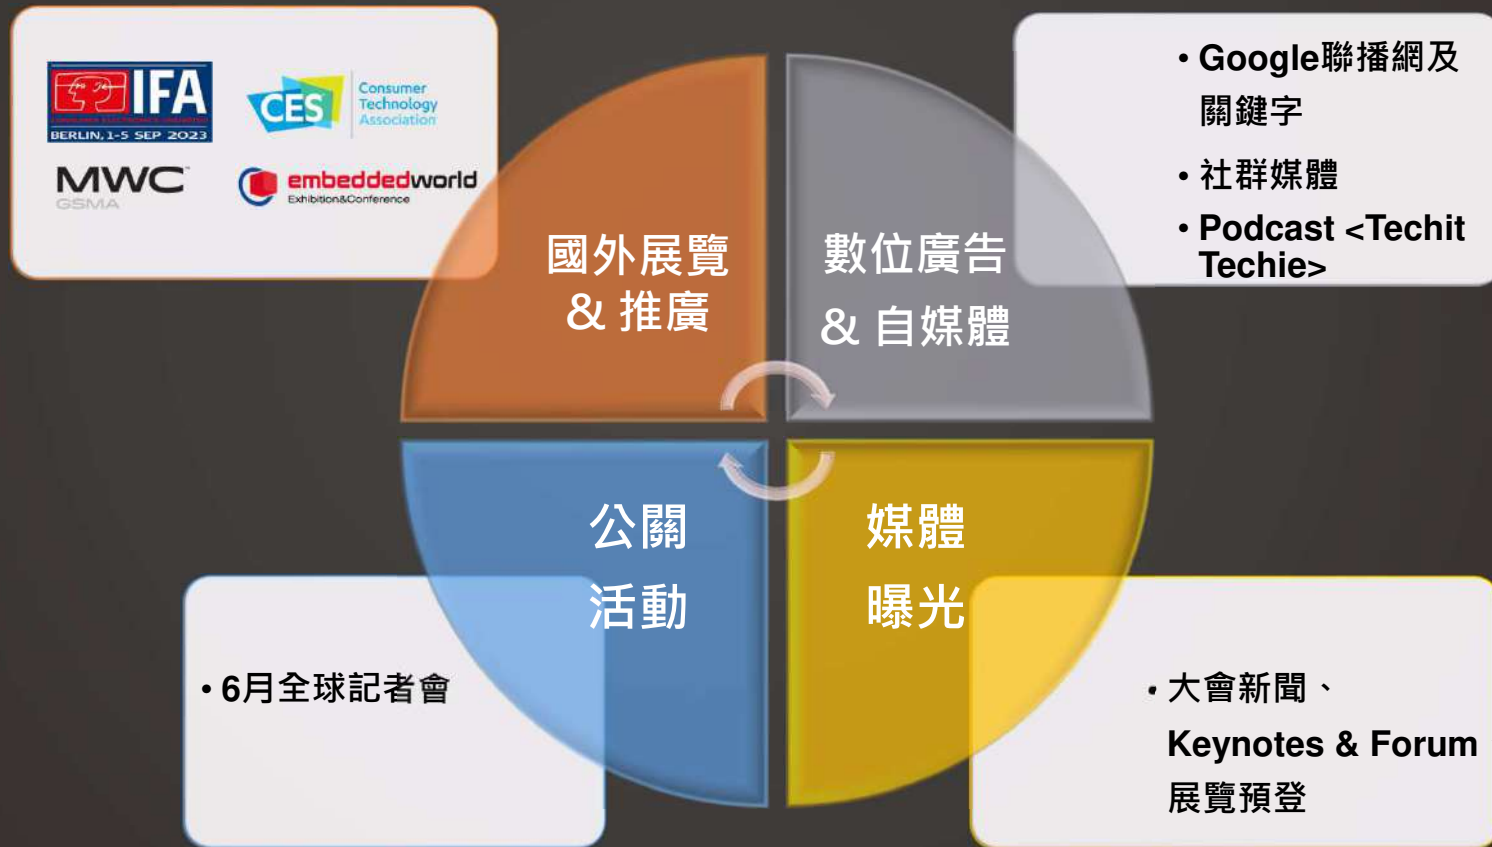 IFA
BERLIN, 1-5 SEP 2023
CES
Consumer
Technology
Association
MWC
GSMA
embeddedworld
Exhibition&Conference
國外展覽
& 推廣
數位廣告
& 自媒體
• Google聯播網及
關鍵字
• 社群媒體
• Podcast <Techit
Techie>
公關
活動
• 6月全球記者會
媒體
曝光
• 大會新聞、
Keynotes & Forum
展覽預登